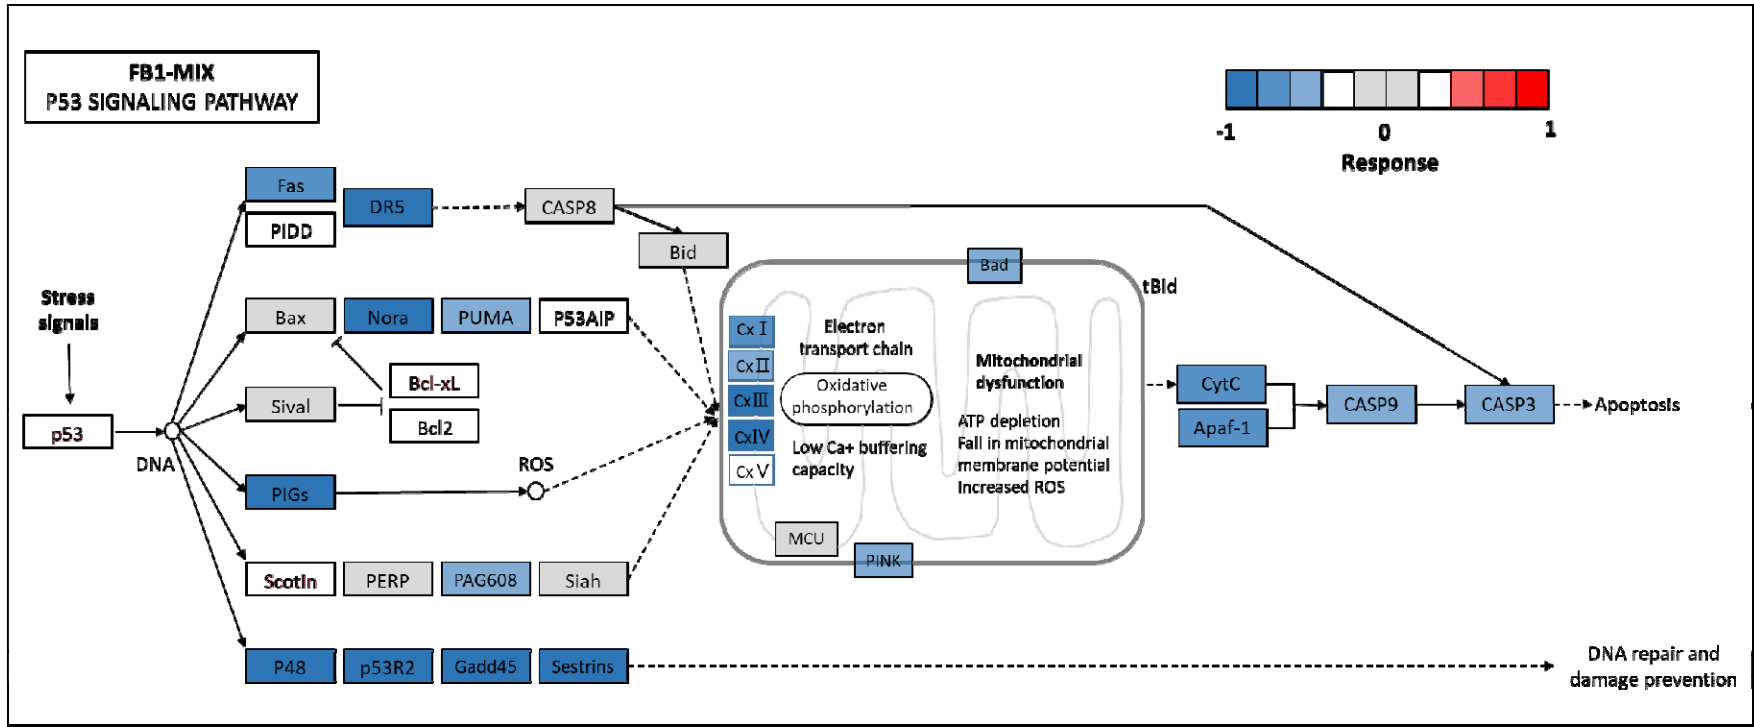 FB1-MIX
P53 SIGNALING PATHWAY
-1
0
1
Response
Fas
PIDD
DR5
CASP8
Bid
Bad
tBid
Stress
signals
Bax
Nora
PUMA
P53AIP
Bcl-xL
Bcl2
Sival
p53
DNA
PIGs
ROS
Scotin
PERP
PAG608
Siah
P48
p53R2
Gadd45
Sestrins
Cx I
Cx II
Cx III
Cx IV
Cx V
Electron
transport chain
Oxidative
phosphorylation
Low Ca+ buffering
capacity
Mitochondrial
dysfunction
ATP depletion
Fall in mitochondrial
membrane potential
Increased ROS
MCU
PINK
CytC
Apaf-1
CASP9
CASP3
Apoptosis
DNA repair and
damage prevention